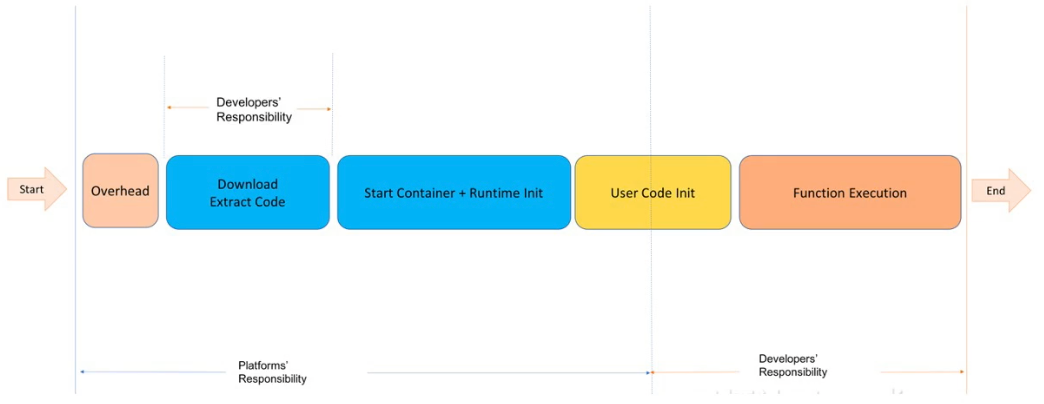 Developers'
Responsibility
Start
Overhead
Download
Extract Code
Start Container + Runtime Init
User Code Init
Function Execution
End
Platforms'
Responsibility
Developers'
Responsibility